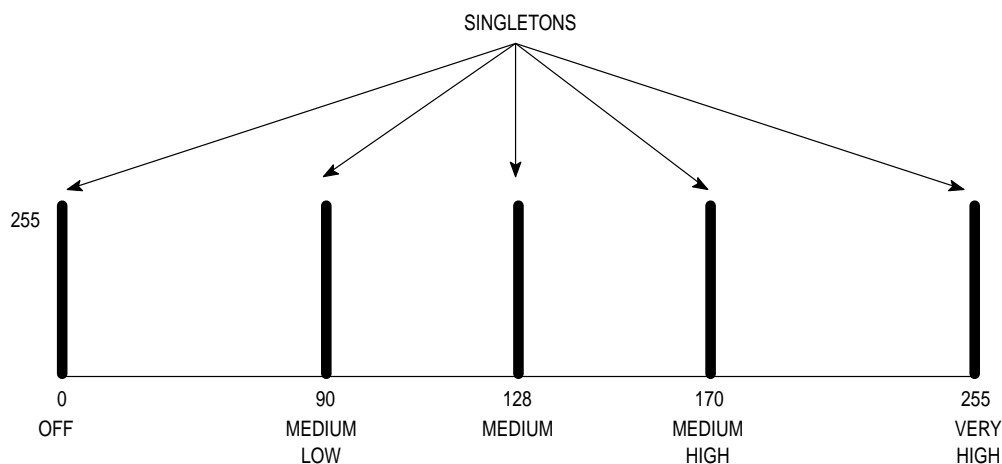 SINGLETONS
255
0 90 128 170 255
OFF MEDIUM MEDIUM MEDIUM VERY
LOW HIGH HIGH